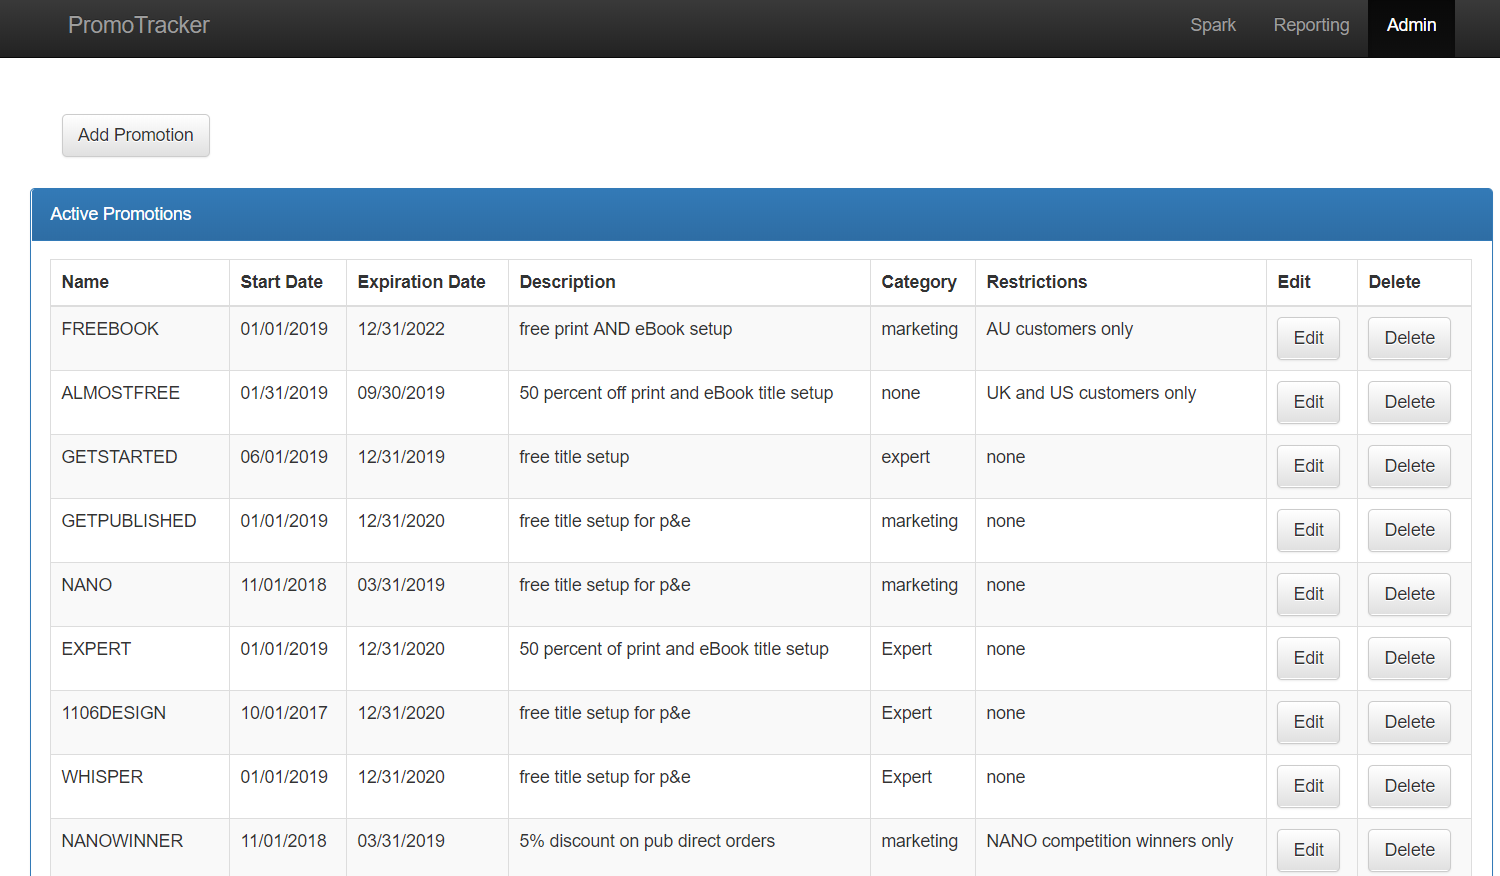 PromoTracker Spark Reporting Admin
Add Promotion
Active Promotions
Name Start Date Expiration Date Description Category Restrictions Edit Delete
FREEBOOK 01/01/2019 12/31/2022 free print AND eBook setup marketing AU customers only Edit Delete
ALMOSTFREE 01/31/2019 09/30/2019 50 percent off print and eBook title setup none UK and US customers only Edit Delete
GETSTARTED 06/01/2019 12/31/2019 free title setup expert none Edit Delete
GETPUBLISHED 01/01/2019 12/31/2020 free title setup for p&e marketing none Edit Delete
NANO 11/01/2018 03/31/2019 free title setup for p&e marketing none Edit Delete
EXPERT 01/01/2019 12/31/2020 50 percent of print and eBook title setup Expert none Edit Delete
1106DESIGN 10/01/2017 12/31/2020 free title setup for p&e Expert none Edit Delete
WHISPER 01/01/2019 12/31/2020 free title setup for p&e Expert none Edit Delete
NANOWINNER 11/01/2018 03/31/2019 5% discount on pub direct orders marketing NANO competition winners only Edit Delete